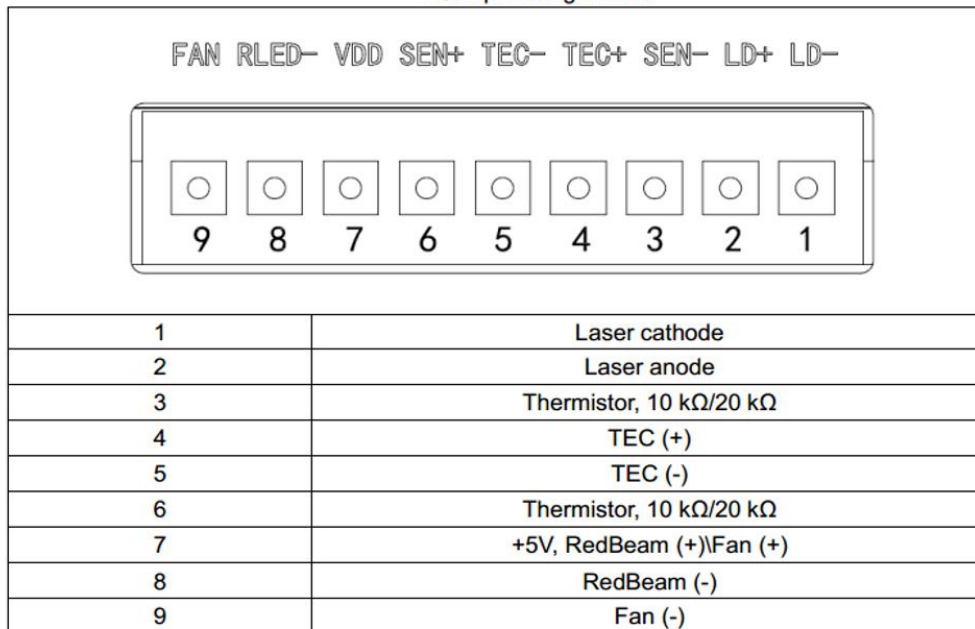 FAN RLED- VDD SEN+ TEC- TEC+ SEN- LD+ LD-
9 8 7 6 5 4 3 2 1
1 Laser cathode
2 Laser anode
3 Thermistor, 10 kΩ/20 kΩ
4 TEC (+)
5 TEC (-)
6 Thermistor, 10 kΩ/20 kΩ
7 +5V, RedBeam (+)\Fan (+)
8 RedBeam (-)
9 Fan (-)